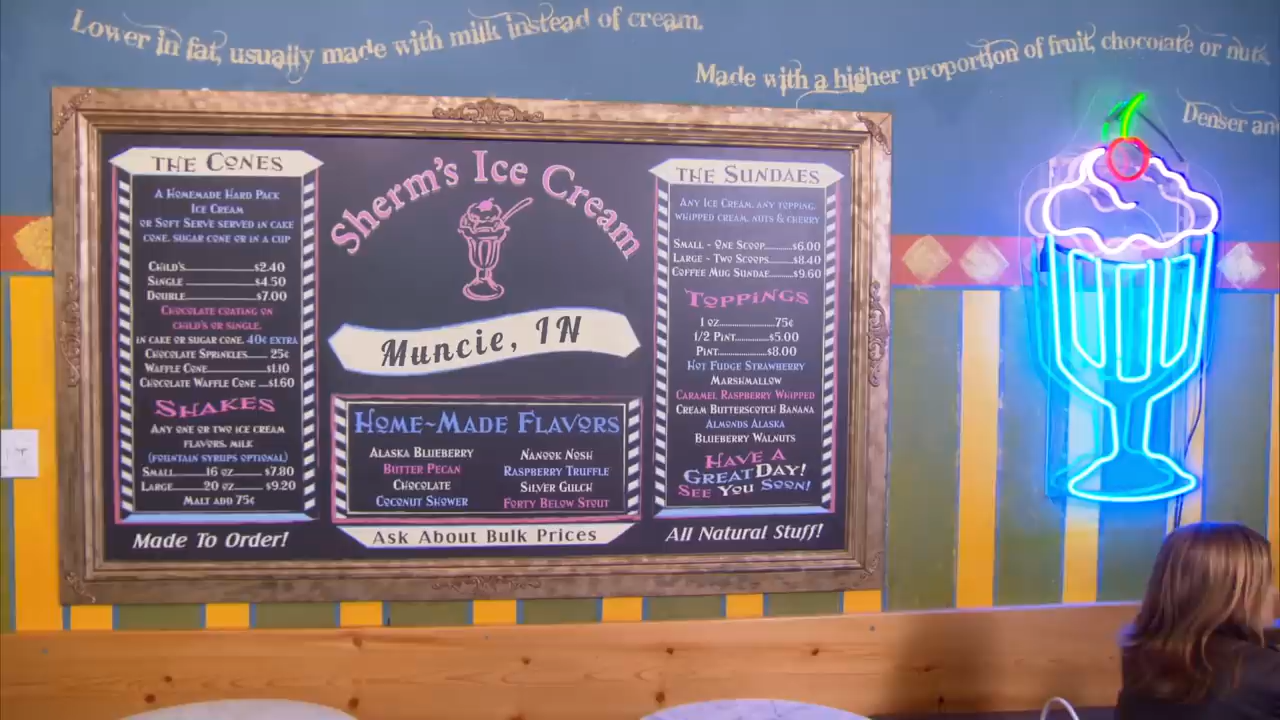 Lower in fat, usually made with milk instead of cream.
Made with a higher proportion of fruit, chocolate or nuts
Denser an
THE CONES
A HOMEMADE HARD PACK
ICE CREAM
OR SOFT SERVE SERVED IN CAKE
CONE, SUGAR CONE OR IN A CUP
CHILD'S...............$2.40
SINGLE...............$4.50
DOUBLE...............$7.00
CHOCOLATE COATING ON
CHILD'S OR SINGLE.
IN CAKE OR SUGAR CONE. 40¢ EXTRA
CHOCOLATE SPRINKLES..... 25¢
WAFFLE CONE...............$1.10
CHOCOLATE WAFFLE CONE ...$1.60
SHAKES
ANY ONE OR TWO ICE CREAM
FLAVORS, MILK
(FOUNTAIN SYRUPS OPTIONAL)
SMALL........16 OZ........$7.80
LARGE........20 OZ........$9.20
MALT ADD 75¢
Made To Order!
Sherm's Ice Cream
Muncie, IN
HOME~MADE FLAVORS
ALASKA BLUEBERRY
BUTTER PECAN
CHOCOLATE
COCONUT SHOWER
NANOOK NOSH
RASPBERRY TRUFFLE
SILVER GULCH
FORTY BELOW STOUT
ASK ABOUT BULK PRICES
THE SUNDAES
ANY ICE CREAM, ANY TOPPING,
WHIPPED CREAM, NUTS & CHERRY
SMALL - ONE SCOOP...........$6.00
LARGE - TWO SCOOPS........$8.40
COFFEE MUG SUNDAE........$9.60
TOPPINGS
1 OZ...............75¢
1/2 PINT.............$5.00
PINT...............$8.00
HOT FUDGE STRAWBERRY
MARSHMALLOW
CARAMEL RASPBERRY WHIPPED
CREAM BUTTERSCOTCH BANANA
ALMONDS ALASKA
BLUEBERRY WALNUTS
HAVE A
GREAT DAY!
SEE YOU SOON!
All Natural Stuff!